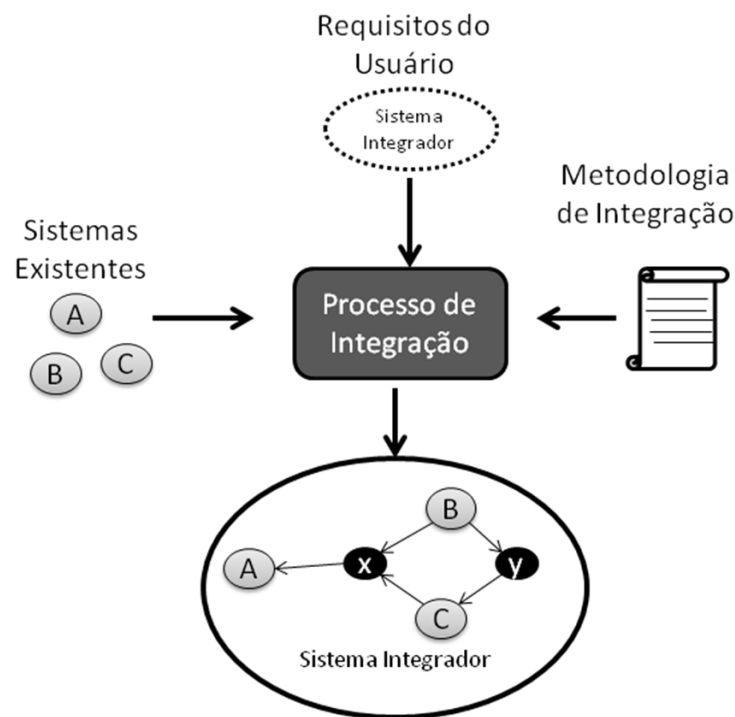 Requisitos do
Usuário
Sistema
Integrador
Metodologia
de Integração
Sistemas
Existentes
A
B
C
Processo de
Integração
B
A
x
y
C
Sistema Integrador